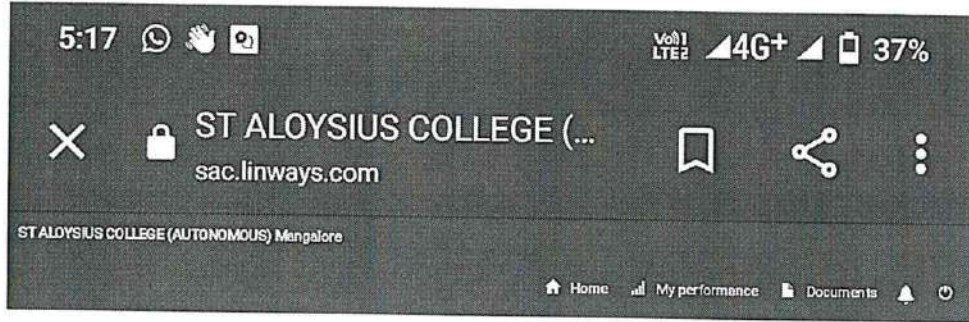 5:17 Vo)) 1 LTE2 4G+ 37%
ST ALOYSIUS COLLEGE (...
sac.linways.com
ST ALOYSIUS COLLEGE (AUTONOMOUS) Mangalore
Home My performance Documents